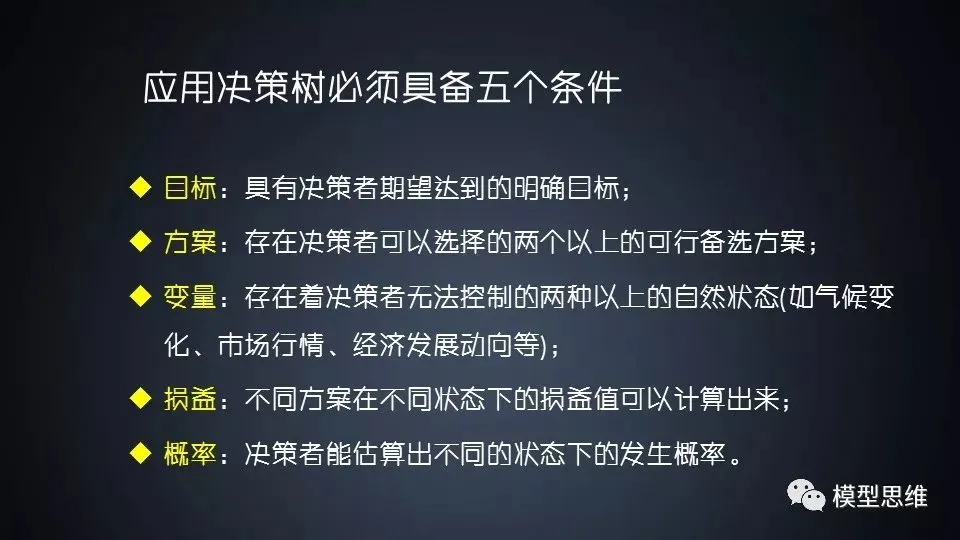 应用决策树必须具备五个条件
目标：具有决策者期望达到的明确目标；
方案：存在决策者可以选择的两个以上的可行备选方案；
变量：存在着决策者无法控制的两种以上的自然状态(如气候变
化、市场行情、经济发展动向等)；
损益：不同方案在不同状态下的损益值可以计算出来；
概率：决策者能估算出不同的状态下的发生概率。
模型思维